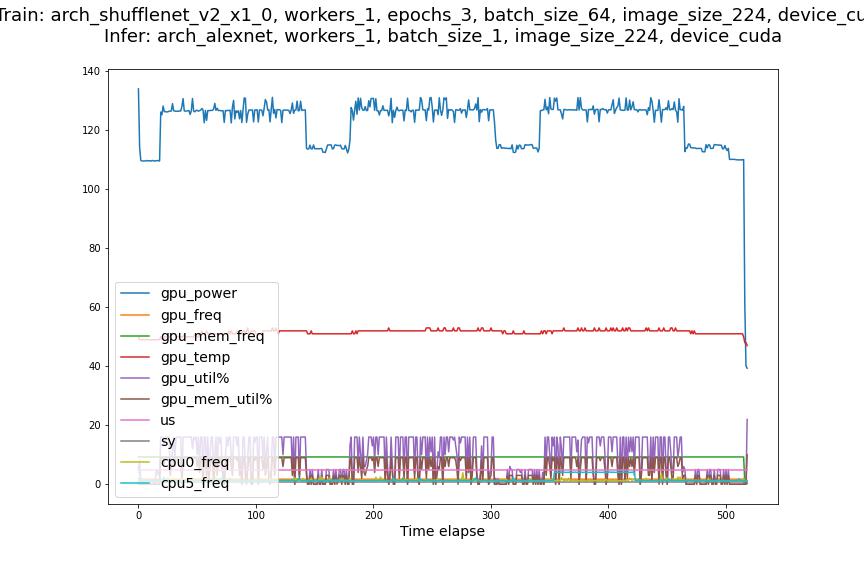 Train: arch_shufflenet_v2_x1_0, workers_1, epochs_3, batch_size_64, image_size_224, device_cu
Infer: arch_alexnet, workers_1, batch_size_1, image_size_224, device_cuda
140
120
100
80
60
40
20
0
gpu_power
gpu_freq
gpu_mem_freq
gpu_temp
gpu_util%
gpu_mem_util%
us
sy
cpu0_freq
cpu5_freq
0
100
200
300
400
500
Time elapse